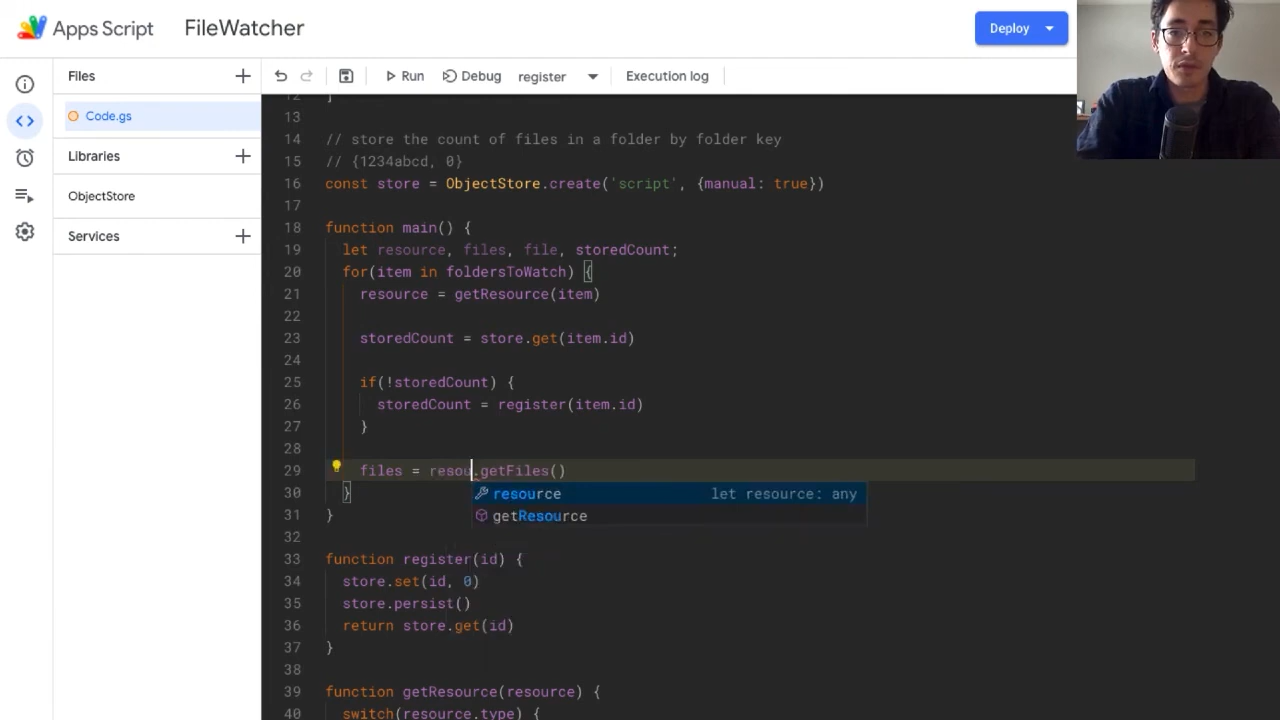 Apps Script
FileWatcher
Deploy
Files
Run
Debug
register
Execution log
Code.gs
Libraries
ObjectStore
Services
12 ]
13
14 // store the count of files in a folder by folder key
15 // {1234abcd, 0}
16 const store = ObjectStore.create('script', {manual: true})
17
18 function main() {
19 let resource, files, file, storedCount;
20 for(item in foldersToWatch) {
21 resource = getResource(item)
22
23 storedCount = store.get(item.id)
24
25 if(!storedCount) {
26 storedCount = register(item.id)
27 }
28
29 files = resou.getFiles()
resource let resource: any
30 }
getResource
31 }
32
33 function register(id) {
34 store.set(id, 0)
35 store.persist()
36 return store.get(id)
37 }
38
39 function getResource(resource) {
40 switch(resource.type) {